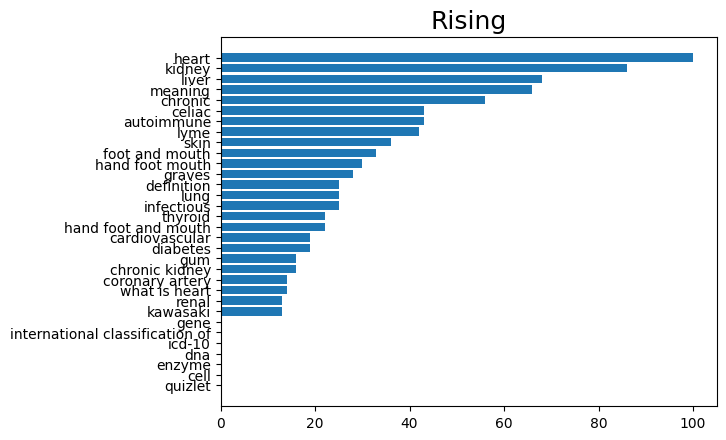 Rising
heart
kidney
liver
meaning
chronic
celiac
autoimmune
lyme
skin
foot and mouth
hand foot mouth
graves
definition
lung
infectious
thyroid
hand foot and mouth
cardiovascular
diabetes
gum
chronic kidney
coronary artery
what is heart
renal
kawasaki
gene
international classification of
icd-10
dna
enzyme
cell
quizlet
0 20 40 60 80 100